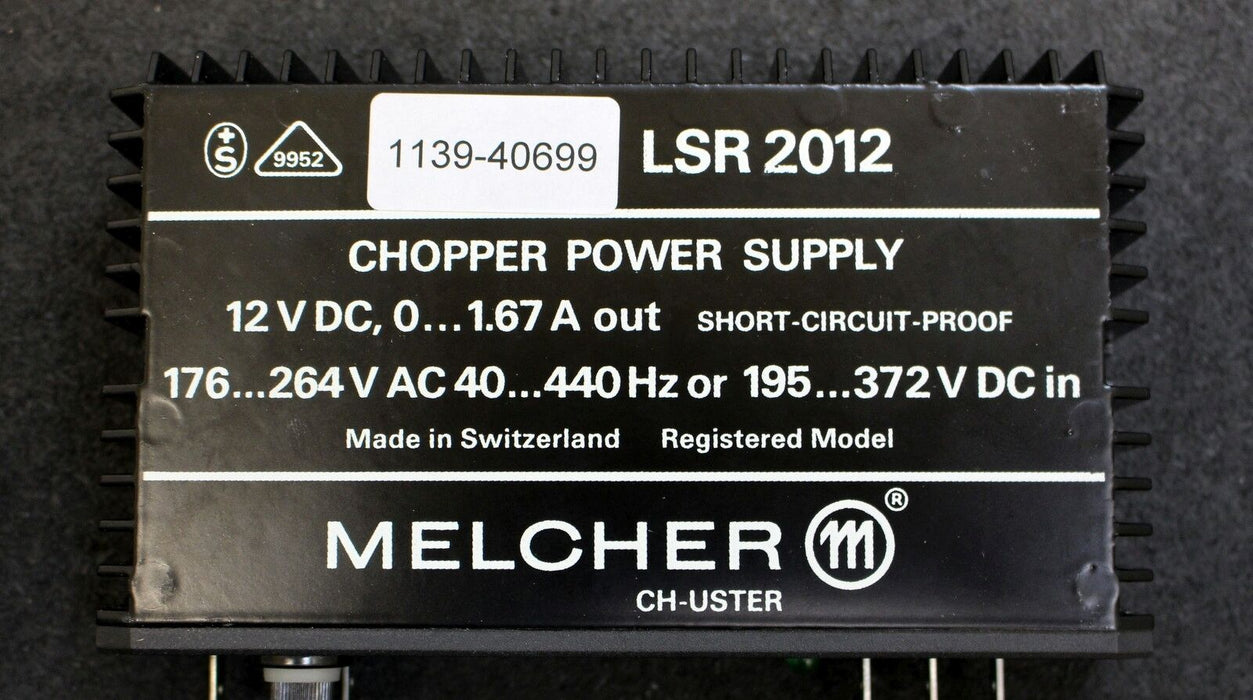 +S 9952 1139-40699 LSR 2012
CHOPPER POWER SUPPLY
12 V DC, 0...1.67 A out SHORT-CIRCUIT-PROOF
176...264 V AC 40...440 Hz or 195...372 V DC in
Made in Switzerland Registered Model
MELCHER m ®
CH-USTER